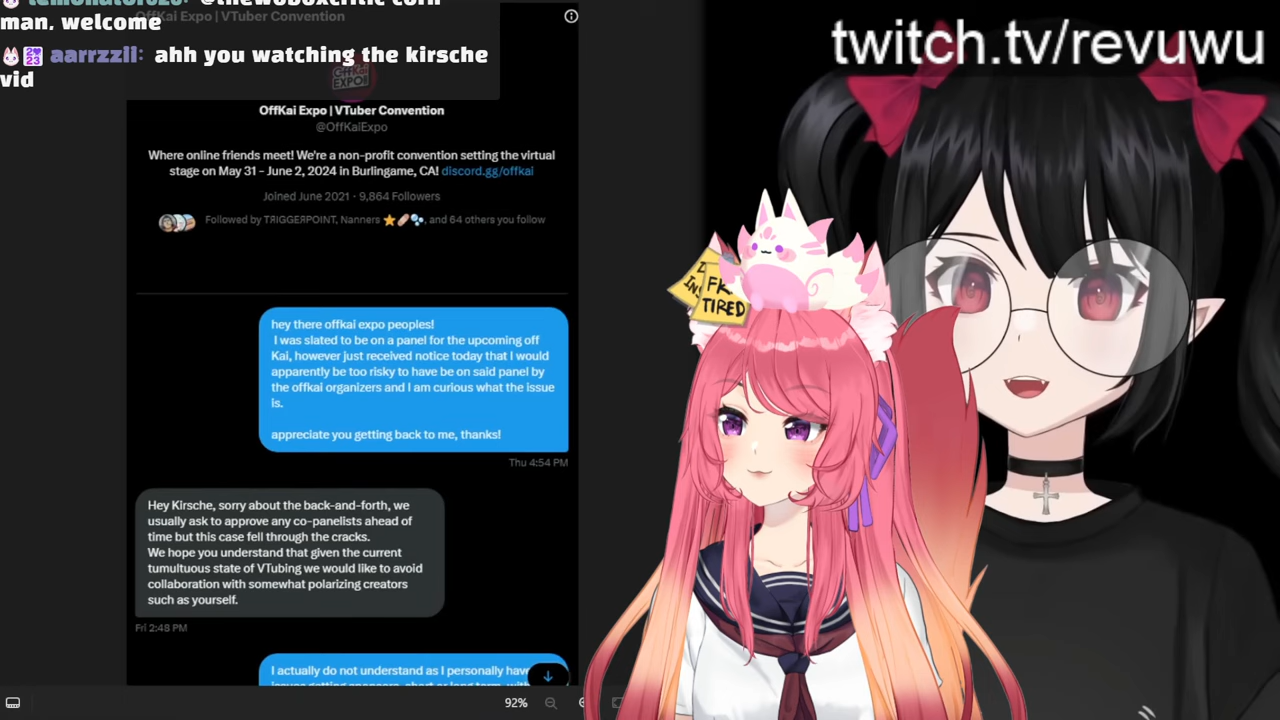 OffKai Expo | VTuber Convention
man, welcome
aarrzzii: ahh you watching the kirsche
vid
twitch.tv/revuwu
OffKai
EXPO!!
OffKai Expo | VTuber Convention
@OffKaiExpo
Where online friends meet! We're a non-profit convention setting the virtual
stage on May 31 - June 2, 2024 in Burlingame, CA! discord.gg/offkai
Joined June 2021 · 9,864 Followers
Followed by TЯIGGEЯPOINT, Nanners ⭐🩹🫧, and 64 others you follow
TIRED
hey there offkai expo peoples!
I was slated to be on a panel for the upcoming off
Kai, however just received notice today that I would
apparently be too risky to have be on said panel by
the offkai organizers and I am curious what the issue
is.
appreciate you getting back to me, thanks!
Thu 4:54 PM
Hey Kirsche, sorry about the back-and-forth, we
usually ask to approve any co-panelists ahead of
time but this case fell through the cracks.
We hope you understand that given the current
tumultuous state of VTubing we would like to avoid
collaboration with somewhat polarizing creators
such as yourself.
Fri 2:48 PM
I actually do not understand as I personally have
92%